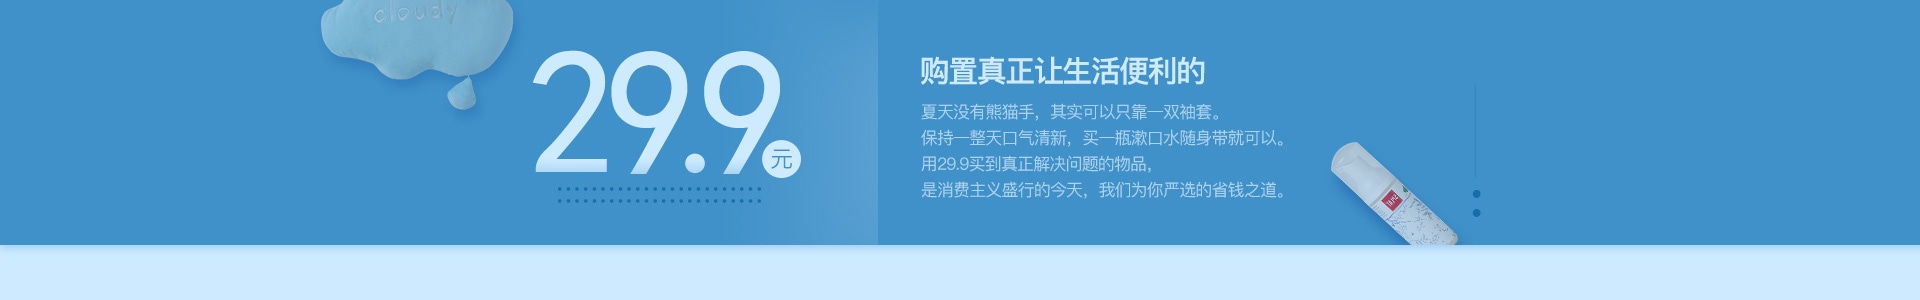 cloudy
29.9元
购置真正让生活便利的
夏天没有熊猫手，其实可以只靠一双袖套。
保持一整天口气清新，买一瓶漱口水随身带就可以。
用29.9买到真正解决问题的物品，
是消费主义盛行的今天，我们为你严选的省钱之道。